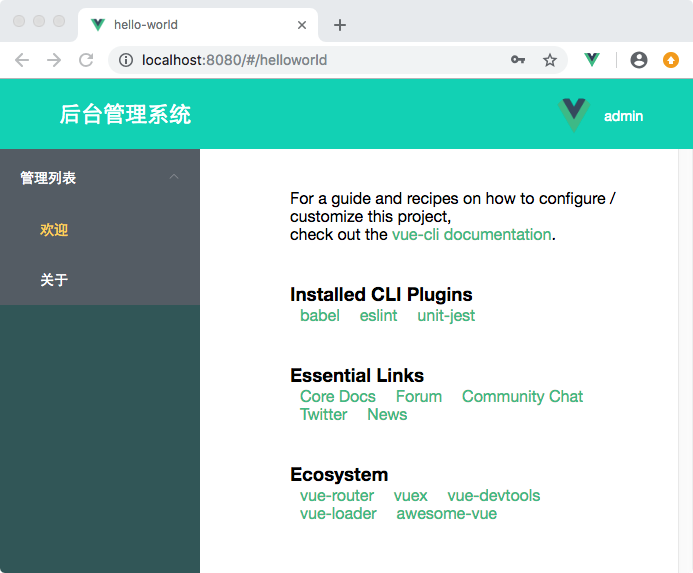 hello-world
localhost:8080/#/helloworld
后台管理系统
admin
管理列表
欢迎
关于
For a guide and recipes on how to configure /
customize this project,
check out the vue-cli documentation.
Installed CLI Plugins
babel eslint unit-jest
Essential Links
Core Docs Forum Community Chat
Twitter News
Ecosystem
vue-router vuex vue-devtools
vue-loader awesome-vue